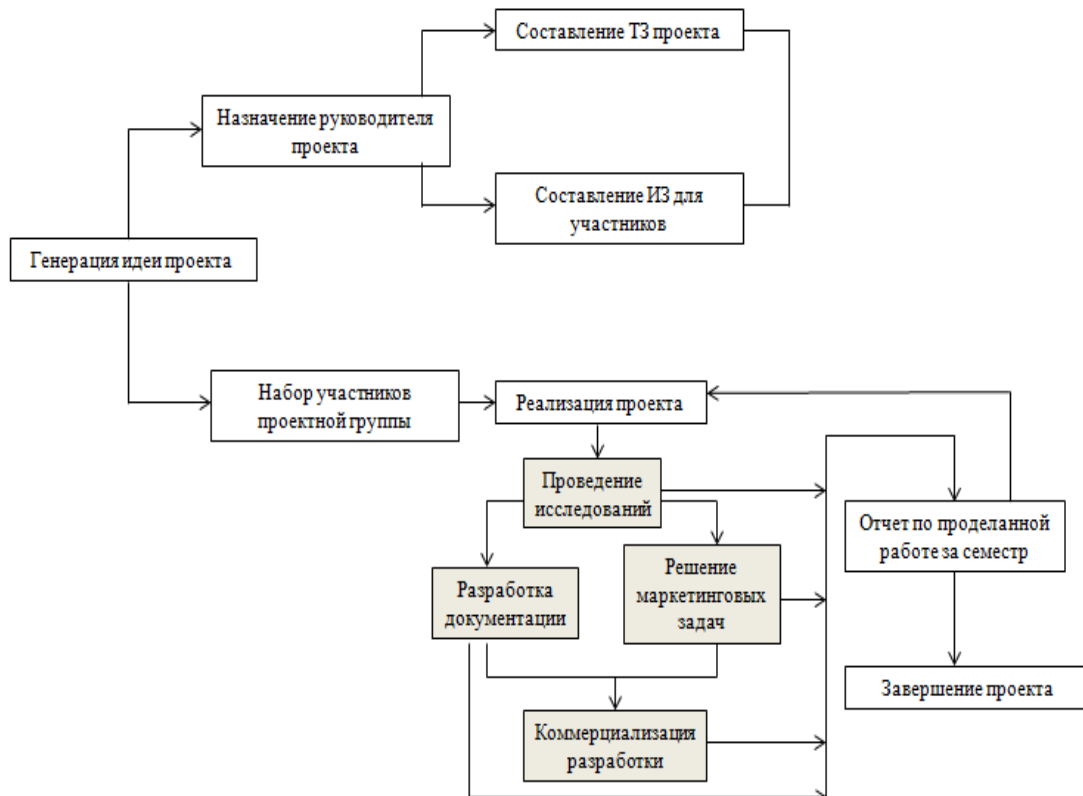 Составление ТЗ проекта
Назначение руководителя
проекта
Составление ИЗ для
участников
Генерация идеи проекта
Набор участников
проектной группы
Реализация проекта
Проведение
исследований
Отчет по проделанной
работе за семестр
Разработка
документации
Решение
маркетинговых
задач
Завершение проекта
Коммерциализация
разработки